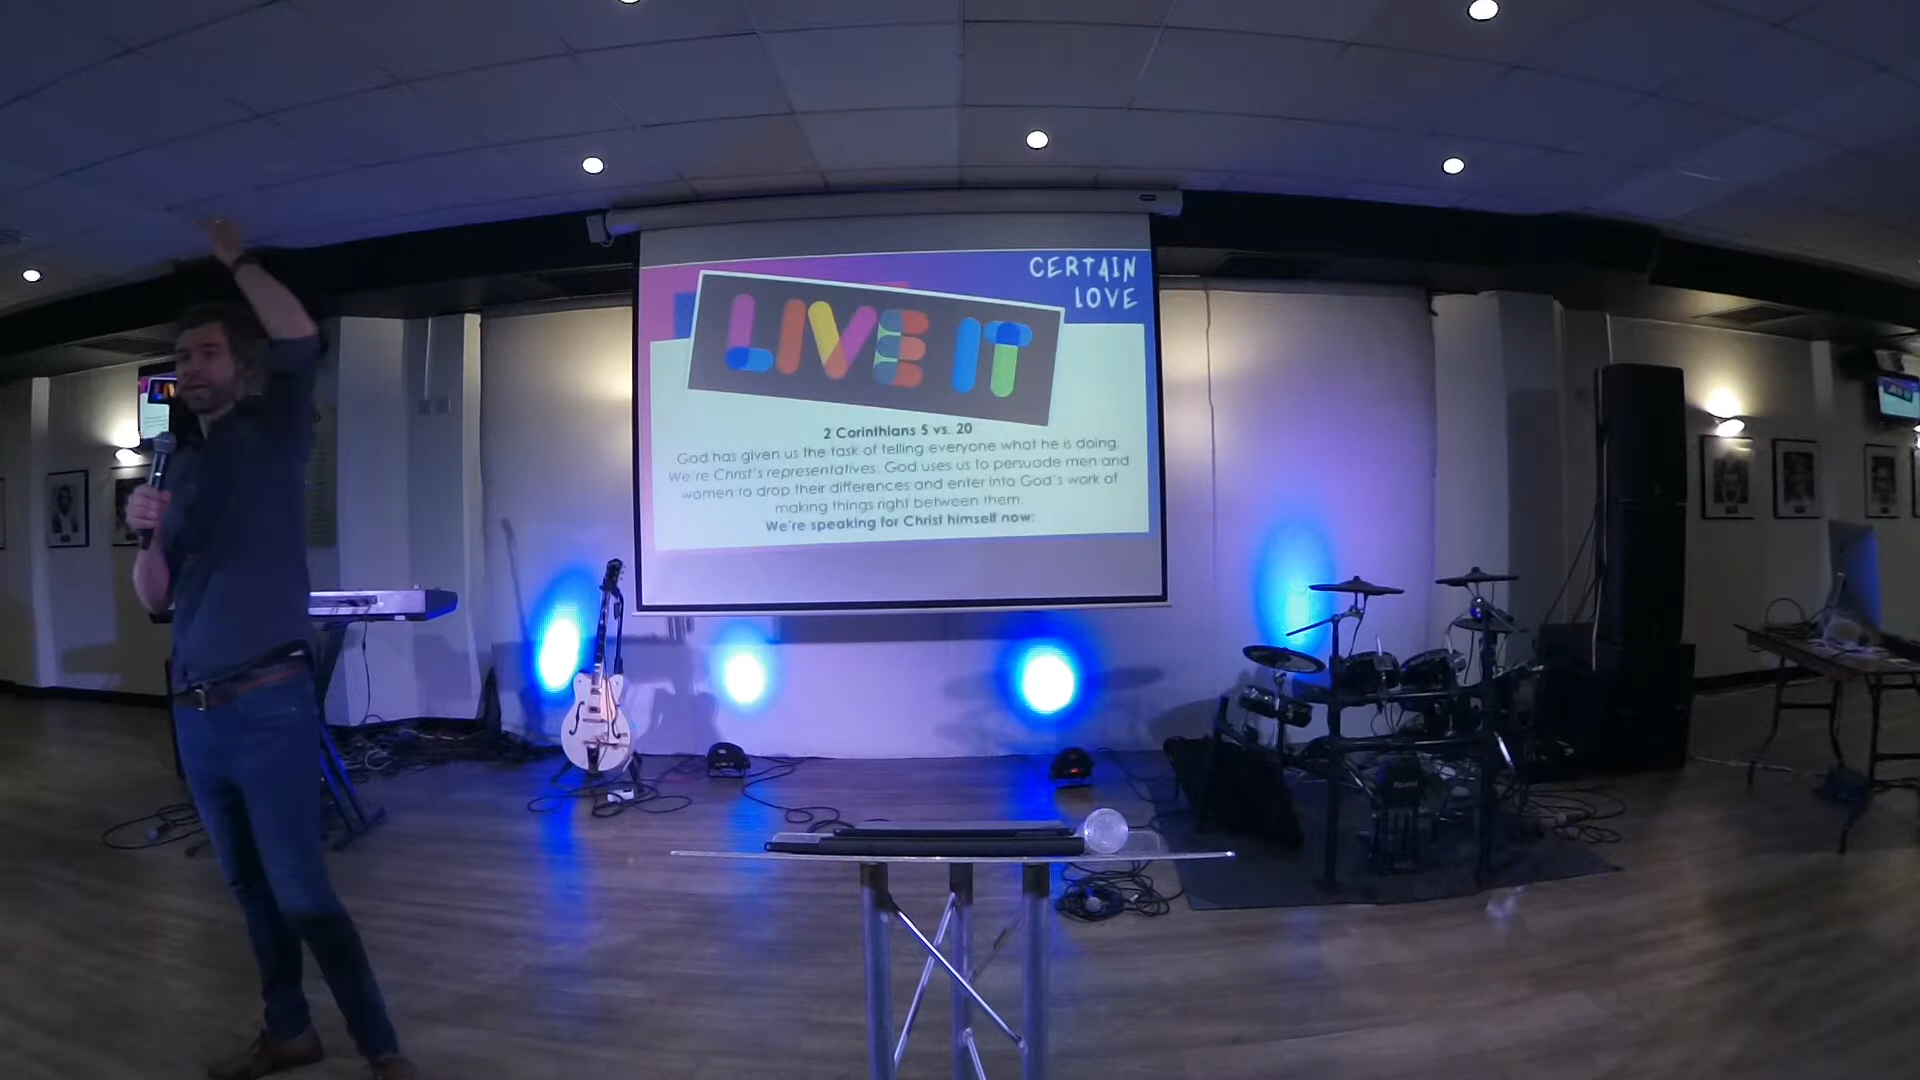 CERTAIN
LOVE
LIVE IT
2 Corinthians 5 vs. 20
God has given us the task of telling everyone what he is doing.
We're Christ's representatives. God uses us to persuade men and
women to drop their differences and enter into God's work of
making things right between them.
We're speaking for Christ himself now: